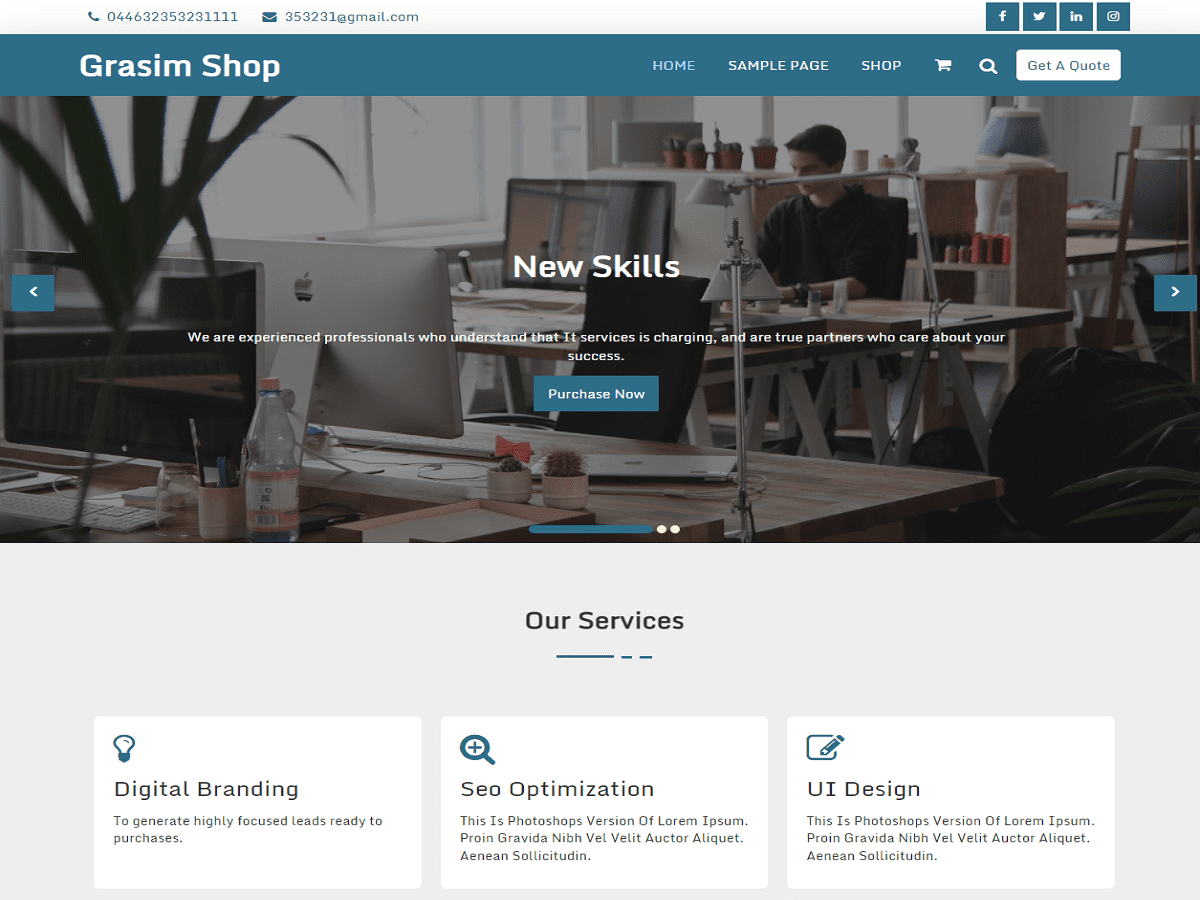 044632353231111 353231@gmail.com
Grasim Shop
HOME SAMPLE PAGE SHOP Get A Quote
New Skills
We are experienced professionals who understand that It services is charging, and are true partners who care about your
success.
Purchase Now
Our Services
Digital Branding
To generate highly focused leads ready to
purchases.
Seo Optimization
This Is Photoshops Version Of Lorem Ipsum.
Proin Gravida Nibh Vel Velit Auctor Aliquet.
Aenean Sollicitudin.
UI Design
This Is Photoshops Version Of Lorem Ipsum.
Proin Gravida Nibh Vel Velit Auctor Aliquet.
Aenean Sollicitudin.